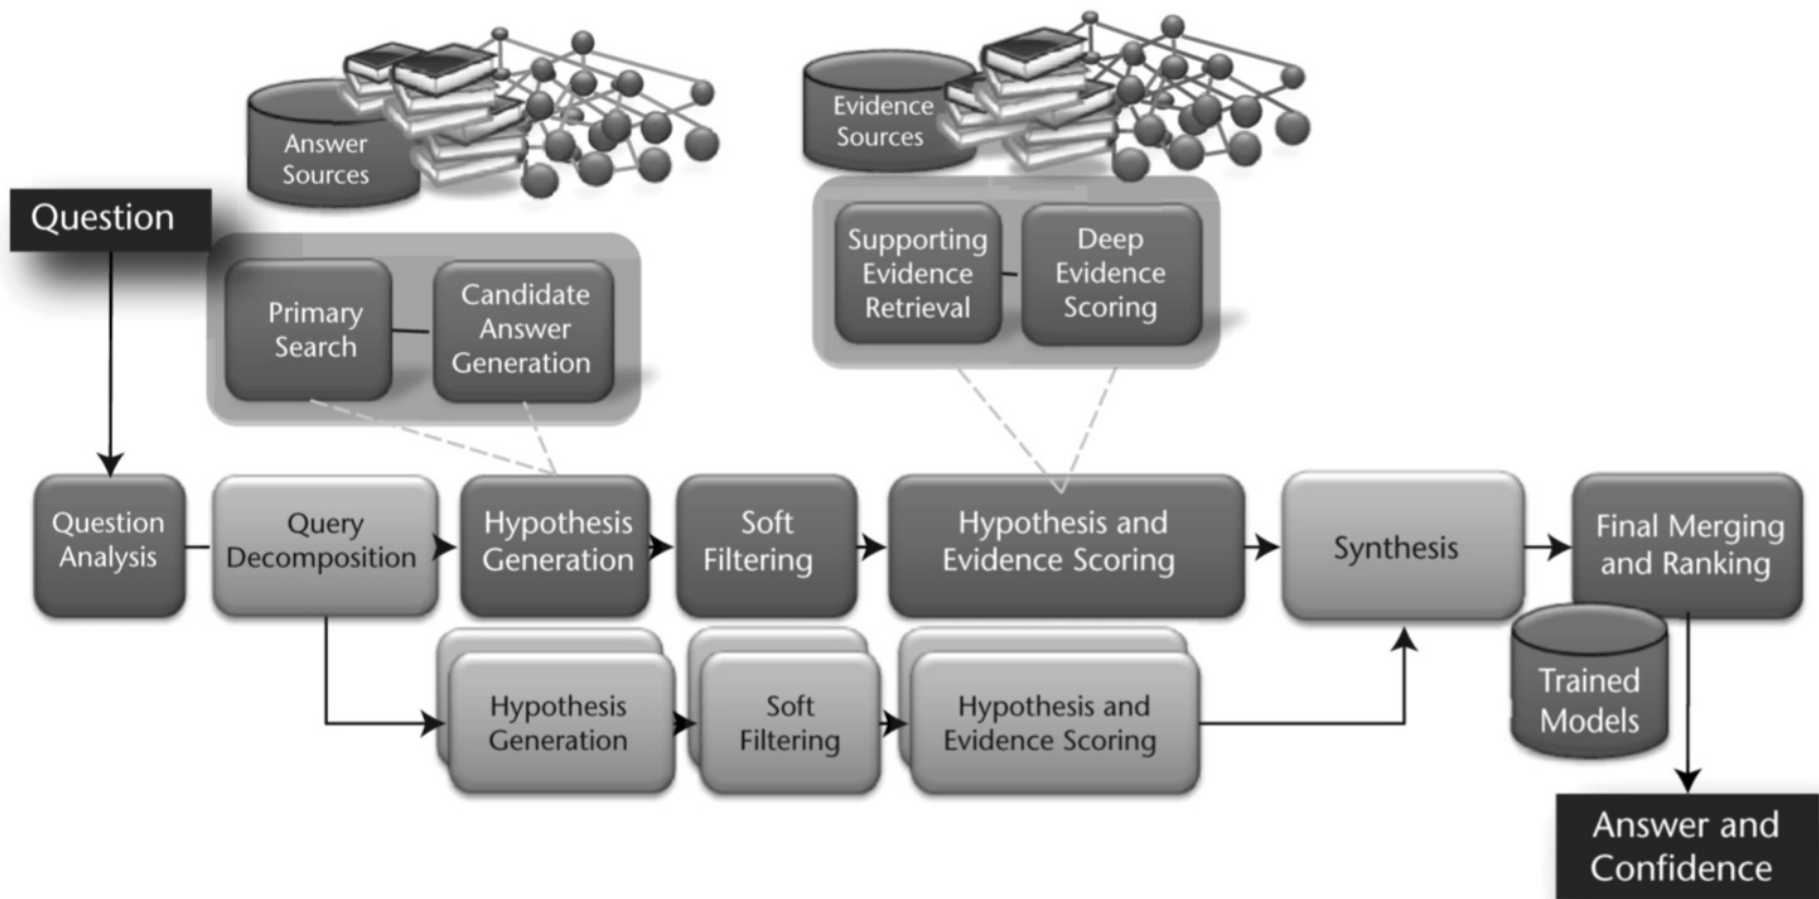 Answer
Sources
Evidence
Sources
Question
Primary
Search
Candidate
Answer
Generation
Supporting
Evidence
Retrieval
Deep
Evidence
Scoring
Question
Analysis
Query
Decomposition
Hypothesis
Generation
Soft
Filtering
Hypothesis and
Evidence Scoring
Synthesis
Final Merging
and Ranking
Hypothesis
Generation
Soft
Filtering
Hypothesis and
Evidence Scoring
Trained
Models
Answer and
Confidence